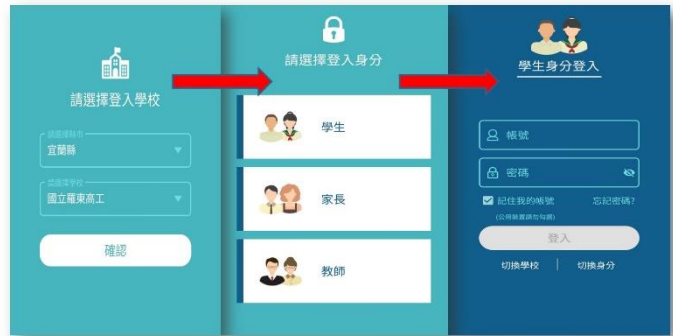 請選擇登入學校
請選擇縣市
宜蘭縣
請選擇學校
國立羅東高工
確認
請選擇登入身分
學生
家長
教師
學生身分登入
帳號
密碼
記住我的帳號
忘記密碼?
(公用裝置請勿勾選)
登入
切換學校
切換身分